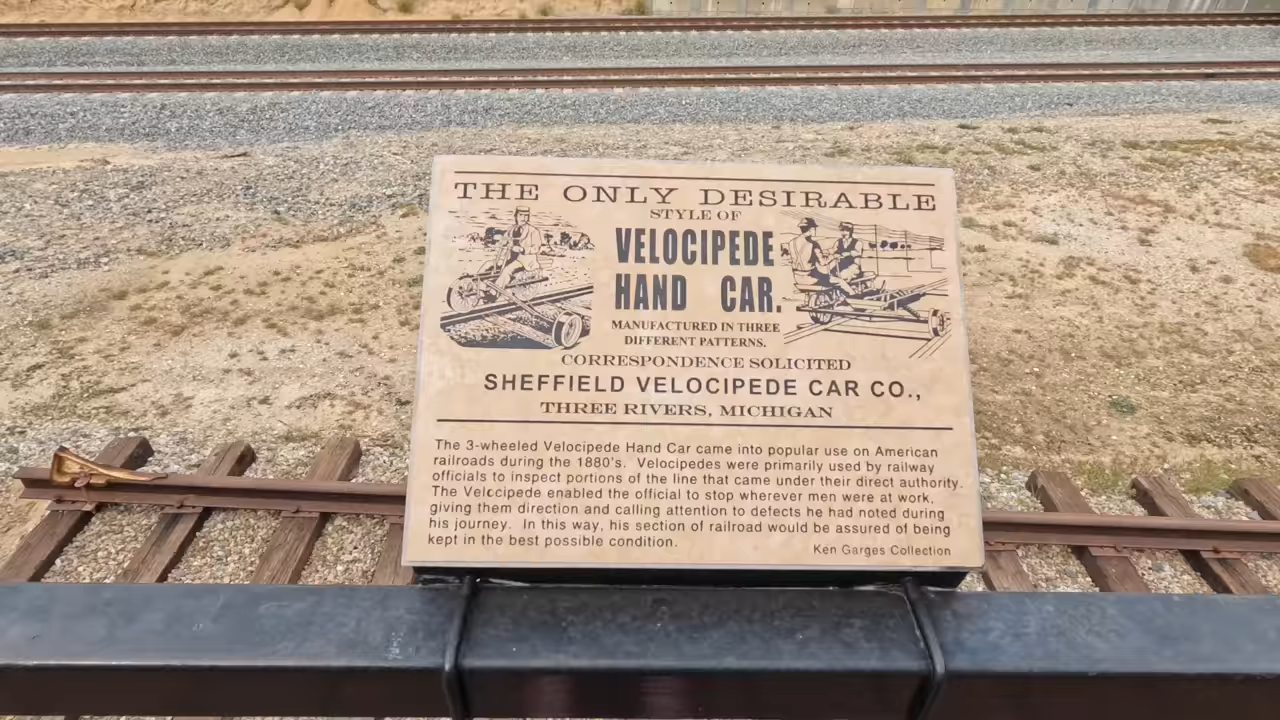 THE ONLY DESIRABLE
STYLE OF
VELOCIPEDE
HAND CAR.
MANUFACTURED IN THREE
DIFFERENT PATTERNS.
CORRESPONDENCE SOLICITED
SHEFFIELD VELOCIPEDE CAR CO.,
THREE RIVERS, MICHIGAN
The 3-wheeled Velocipede Hand Car came into popular use on American
railroads during the 1880's. Velocipedes were primarily used by railway
officials to inspect portions of the line that came under their direct authority.
The Velocipede enabled the official to stop wherever men were at work,
giving them direction and calling attention to defects he had noted during
his journey. In this way, his section of railroad would be assured of being
kept in the best possible condition.
Ken Garges Collection